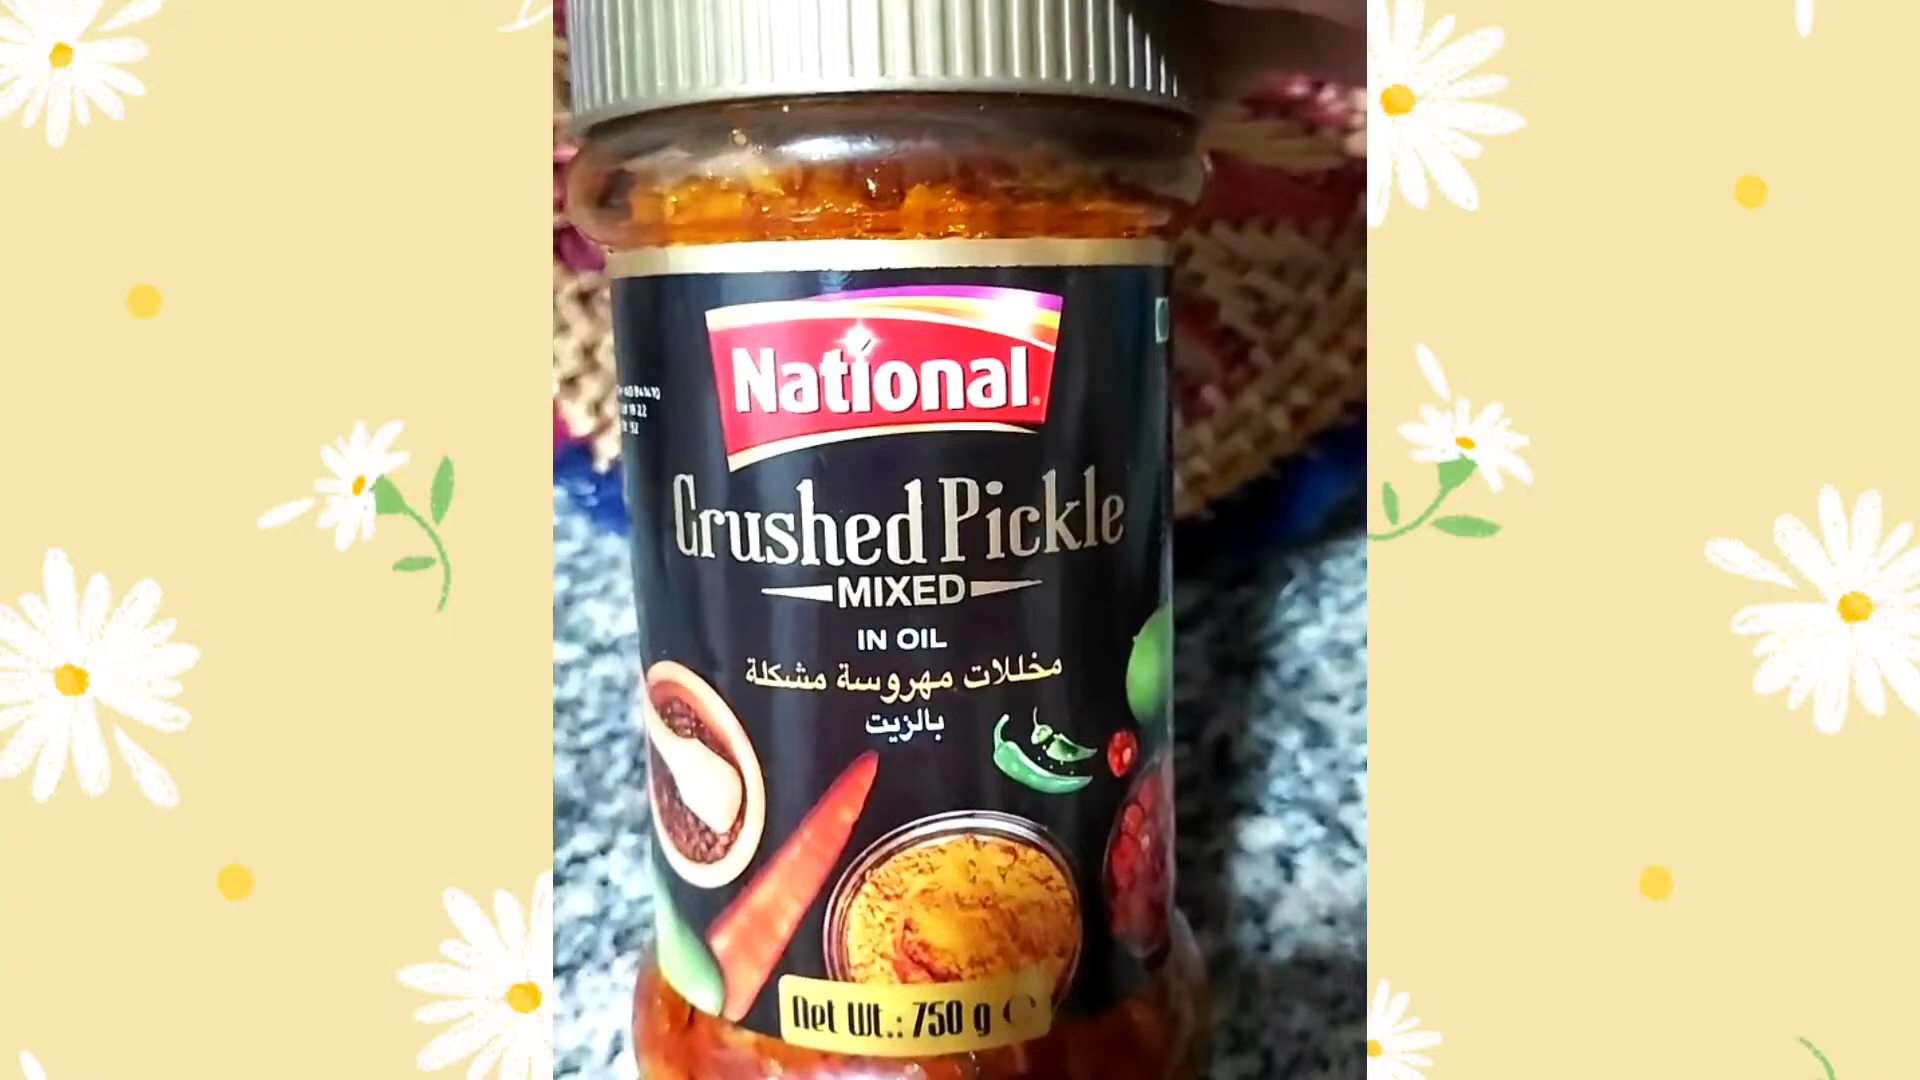 National
Crushed Pickle
MIXED
IN OIL
مخللات مهروسة مشكلة
بالزيت
Net Wt.: 750 g